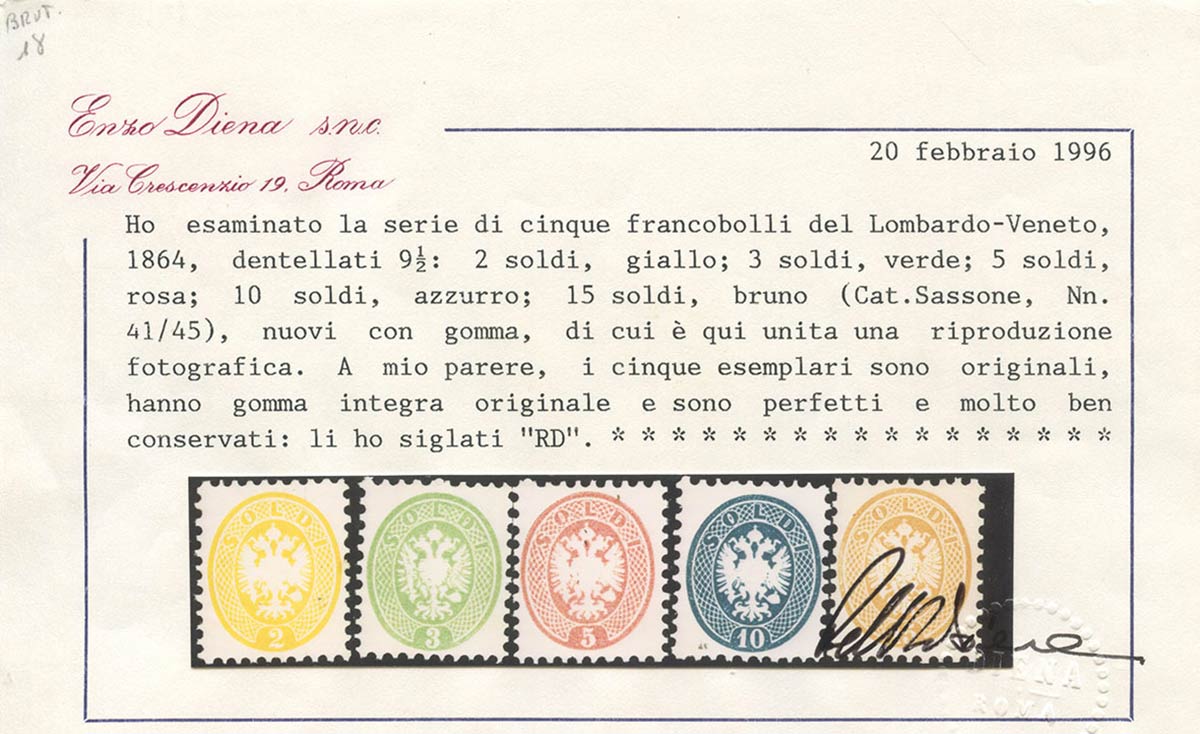 BRUT.
18
Enzo Diena s.n.c.
Via Crescenzio 19, Roma
20 febbraio 1996
Ho esaminato la serie di cinque francobolli del Lombardo-Veneto,
1864, dentellati 9½: 2 soldi, giallo; 3 soldi, verde; 5 soldi,
rosa; 10 soldi, azzurro; 15 soldi, bruno (Cat.Sassone, Nn.
41/45), nuovi con gomma, di cui è qui unita una riproduzione
fotografica. A mio parere, i cinque esemplari sono originali,
hanno gomma integra originale e sono perfetti e molto ben
conservati: li ho siglati "RD". * * * * * * * * * * * * * * * * *
SOLDI SOLDI SOLDI SOLDI SOLDI
2 3 5 10
DIENA
ROMA